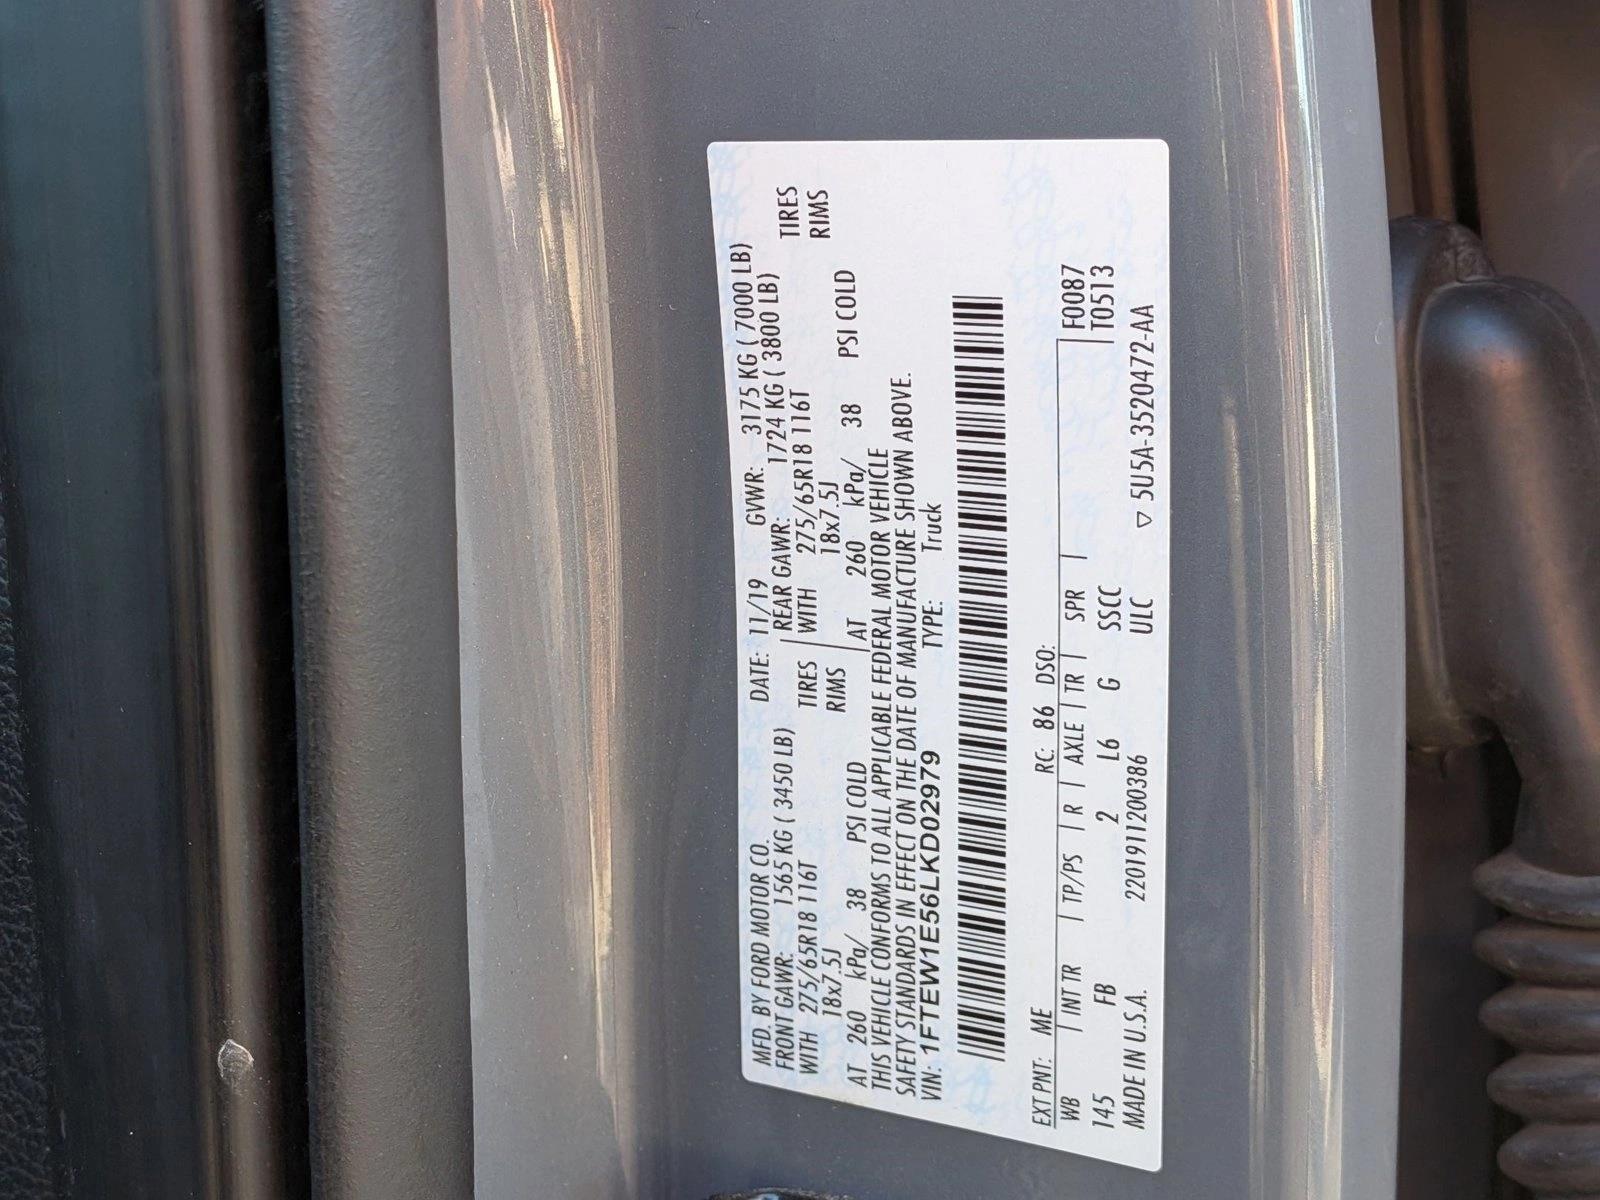 MFD. BY FORD MOTOR CO. DATE: 11/19 GVWR: 3175 KG ( 7000 LB)
FRONT GAWR: 1565 KG ( 3450 LB) REAR GAWR: 1724 KG ( 3800 LB)
WITH 275/65R18 116T TIRES WITH 275/65R18 116T TIRES
18x7.5J RIMS 18x7.5J RIMS
AT 260 kPa/ 38 PSI COLD AT 260 kPa/ 38 PSI COLD
THIS VEHICLE CONFORMS TO ALL APPLICABLE FEDERAL MOTOR VEHICLE
SAFETY STANDARDS IN EFFECT ON THE DATE OF MANUFACTURE SHOWN ABOVE.
VIN: 1FTEW1E56LKD02979 TYPE: Truck
EXT PNT: ME RC: 86 DSO:
WB INT TR TP/PS R AXLE TR SPR F0087
145 FB 2 L6 G SSCC T0513
MADE IN U.S.A. 220191120​0386 ULC ▽ 5U5A-3520472-AA